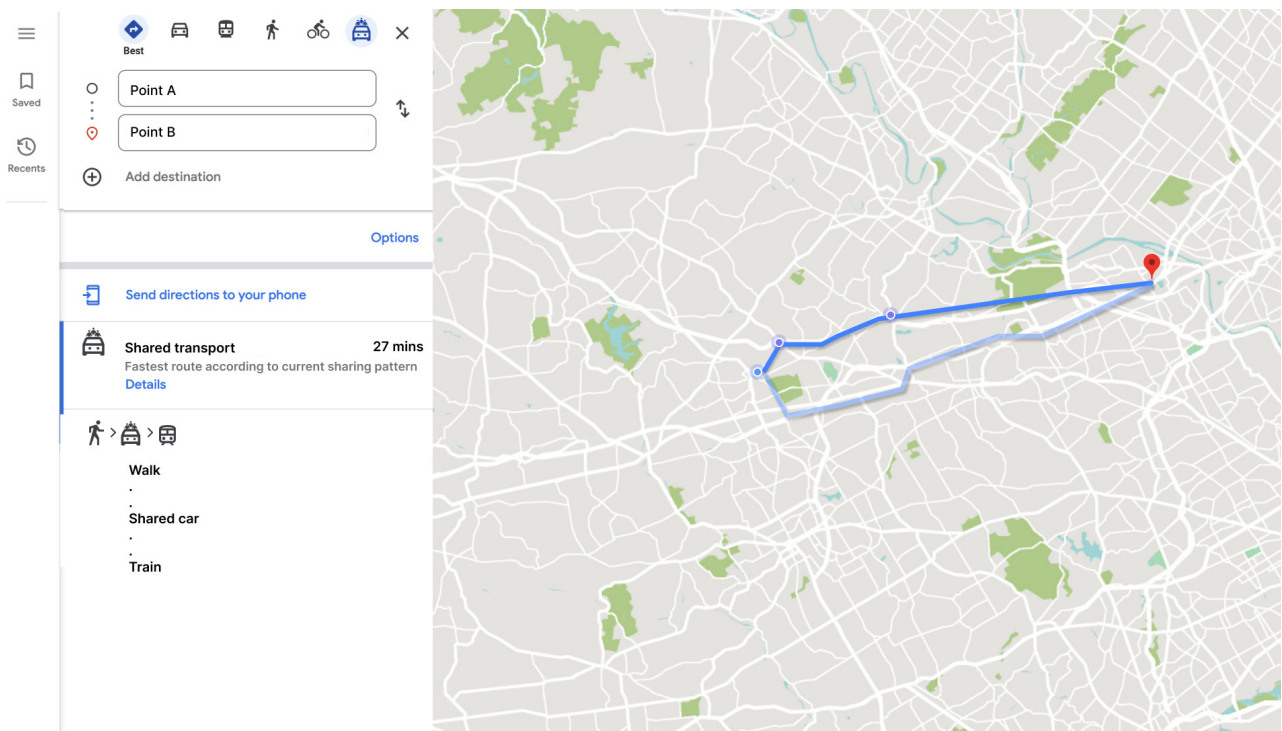 Best
Saved
Point A
Point B
Recents
Add destination
Options
Send directions to your phone
Shared transport 27 mins
Fastest route according to current sharing pattern
Details
Walk
.
.
Shared car
.
.
Train